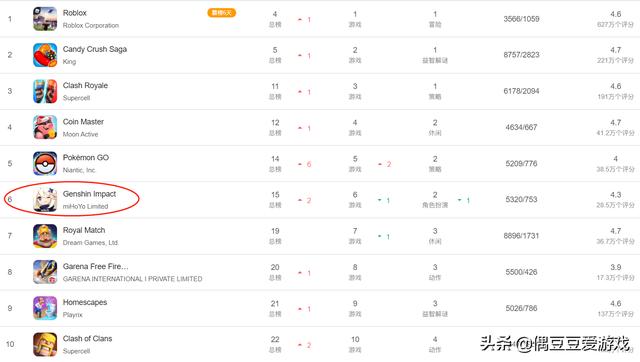 1 Roblox 霸榜6天 4 ▲ 1 1 1 3566/1059 4.6
Roblox Corporation 总榜 游戏 冒险 627万个评分
2 Candy Crush Saga 5 ▲ 1 2 1 8757/2823 4.7
King 总榜 游戏 益智解谜 221万个评分
3 Clash Royale 11 ▲ 1 3 1 6178/2094 4.6
Supercell 总榜 游戏 策略 191万个评分
4 Coin Master 12 ▲ 1 4 2 4634/667 4.7
Moon Active 总榜 游戏 休闲 41.2万个评分
5 Pokémon GO 14 ▲ 6 5 ▲ 2 2 5209/776 4
Niantic, Inc. 总榜 游戏 策略 38.5万个评分
6 Genshin Impact 15 ▲ 2 6 ▼ 1 2 ▼ 1 5320/753 4.3
miHoYo Limited 总榜 游戏 角色扮演 28.5万个评分
7 Royal Match 19 7 ▼ 1 3 8896/1731 4.7
Dream Games, Ltd 总榜 游戏 休闲 36.7万个评分
8 Garena Free Fire… 20 ▲ 1 8 3 5500/426 3.9
GARENA INTERNATIONAL I PRIVATE LIMITED 总榜 游戏 动作 17.3万个评分
9 Homescapes 21 ▲ 1 9 3 5026/786 4.6
Playrix 总榜 游戏 益智解谜 137万个评分
10 Clash of Clans 22 ▲ 2 10 4
Supercell 总榜 游戏 动作
头条 @偶豆豆爱游戏